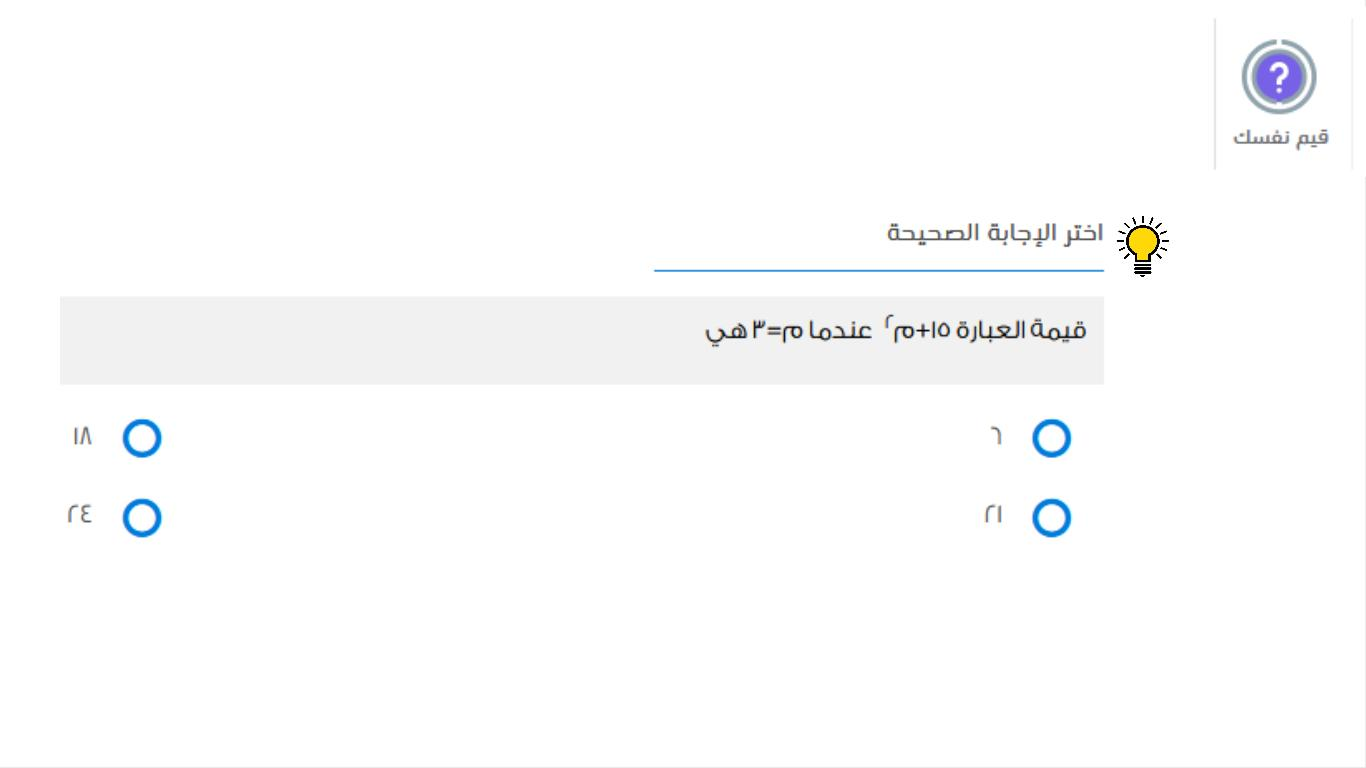 ?
قيم نفسك
اختر الإجابة الصحيحة
قيمة العبارة ١٥+م٢ عندما م=٣ هي
٦
١٨
٢١
٢٤